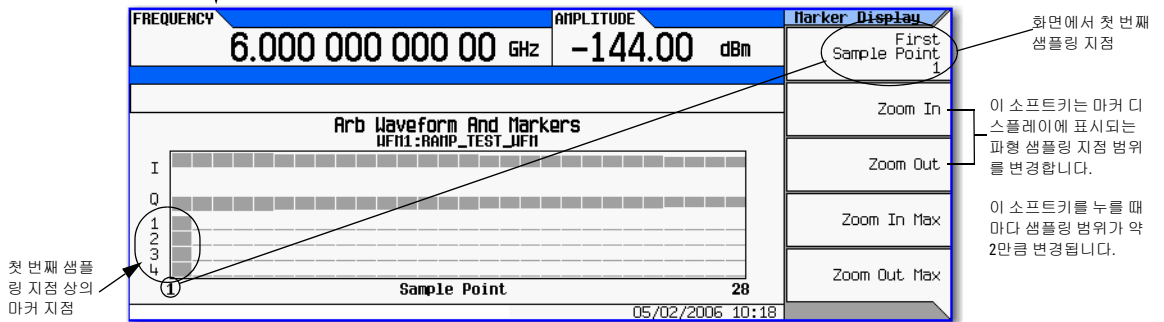 FREQUENCY
6.000 000 000 00 GHz
AMPLITUDE
-144.00 dBm
Arb Waveform And Markers
WFM1:RAMP_TEST_WFM
I
Q
1
2
3
4
1
Sample Point
28
05/02/2006 10:18
Marker Display
First
Sample Point
1
Zoom In
Zoom Out
Zoom In Max
Zoom Out Max
화면에서 첫 번째
샘플링 지점
이 소프트키는 마커 디
스플레이에 표시되는
파형 샘플링 지점 범위
를 변경합니다.
이 소프트키를 누를 때
마다 샘플링 범위가 약
2만큼 변경됩니다.
첫 번째 샘플
링 지점 상의
마커 지점